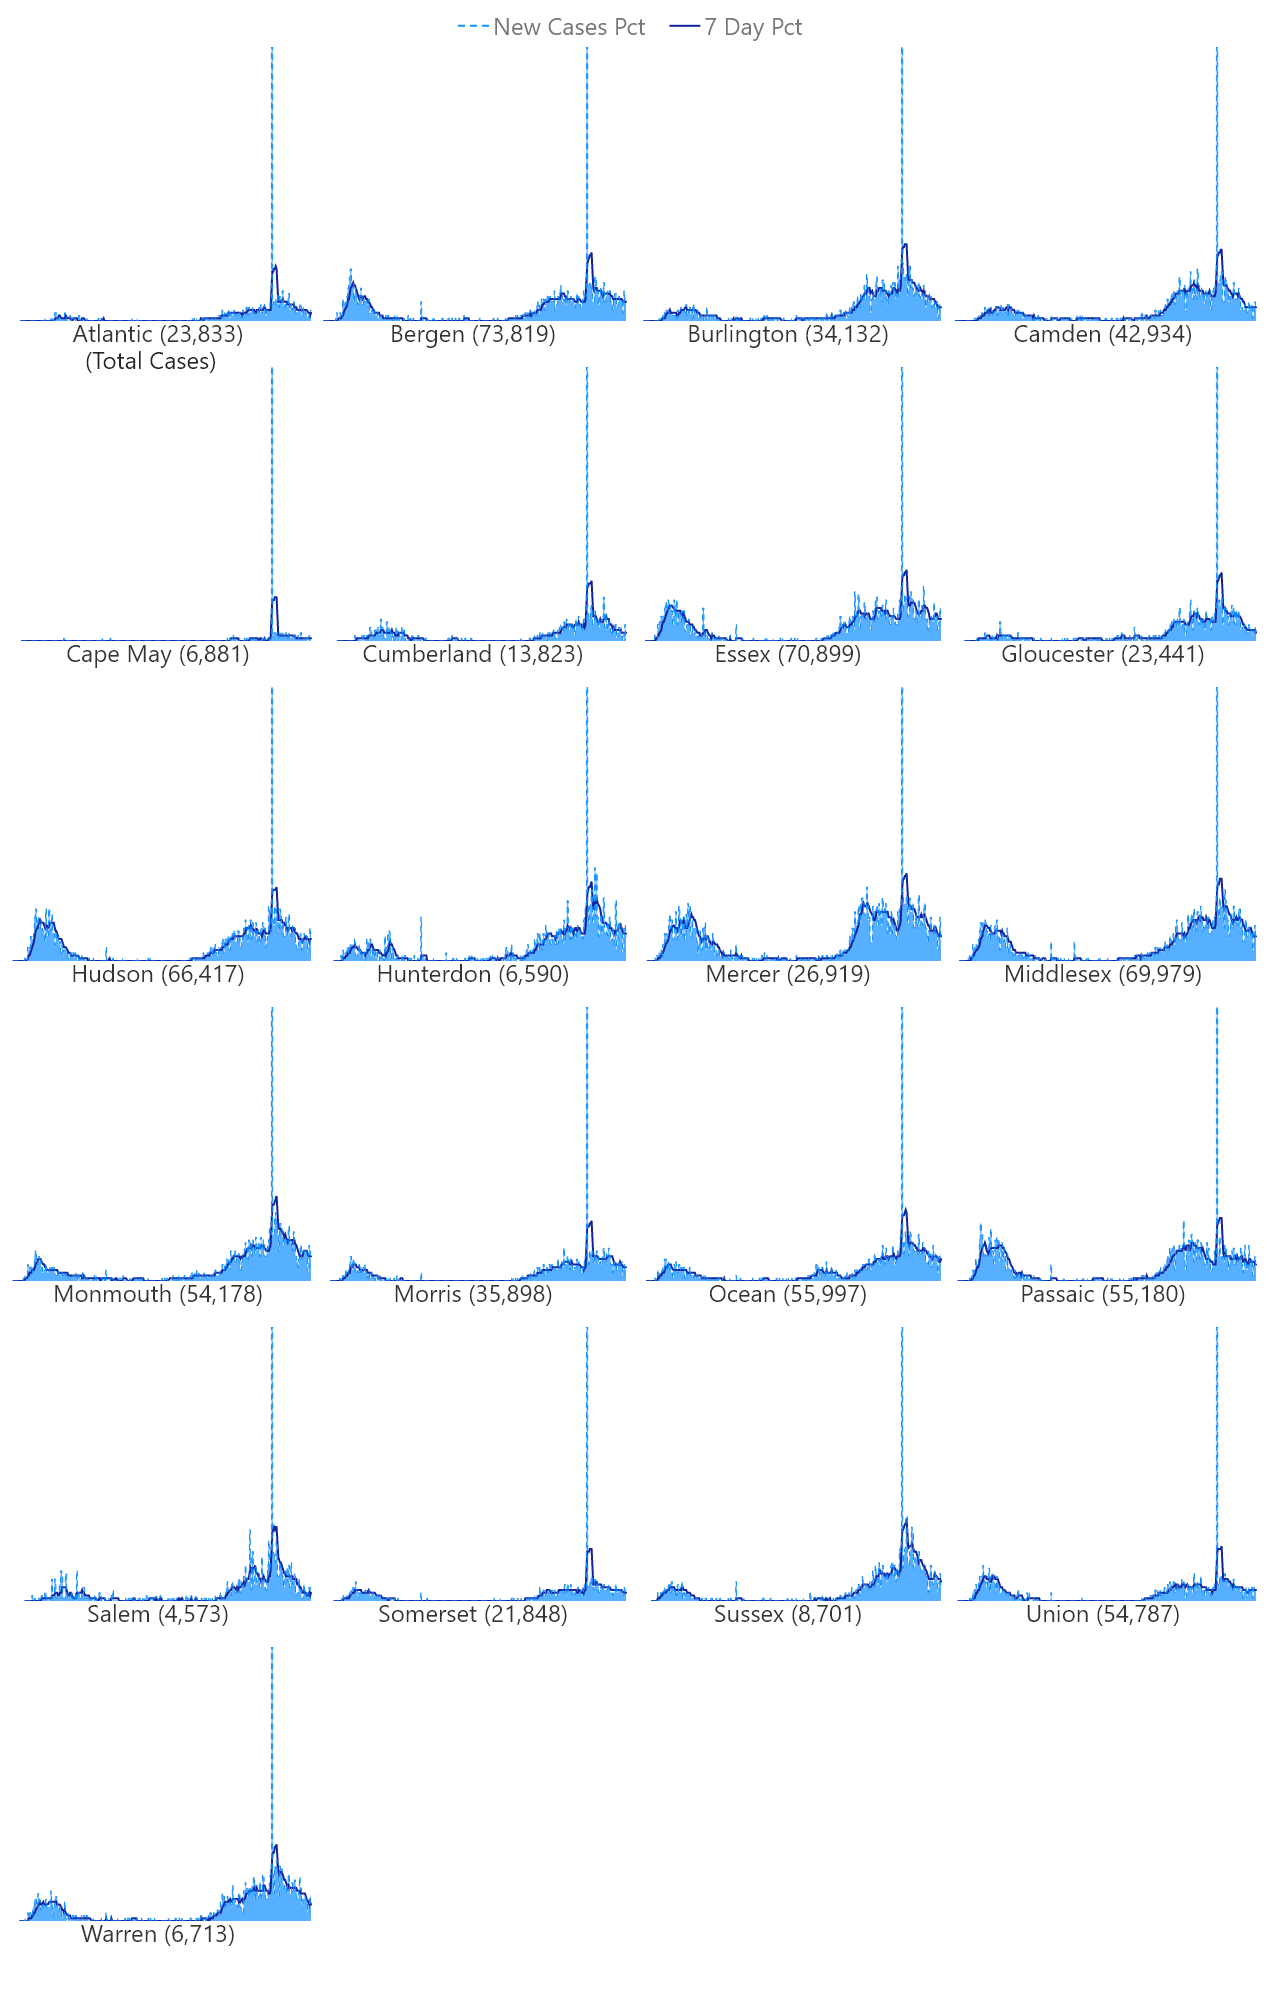 New Cases Pct 7 Day Pct
Atlantic (23,833)
(Total Cases)
Bergen (73,819)
Burlington (34,132)
Camden (42,934)
Cape May (6,881)
Cumberland (13,823)
Essex (70,899)
Gloucester (23,441)
Hudson (66,417)
Hunterdon (6,590)
Mercer (26,919)
Middlesex (69,979)
Monmouth (54,178)
Morris (35,898)
Ocean (55,997)
Passaic (55,180)
Salem (4,573)
Somerset (21,848)
Sussex (8,701)
Union (54,787)
Warren (6,713)